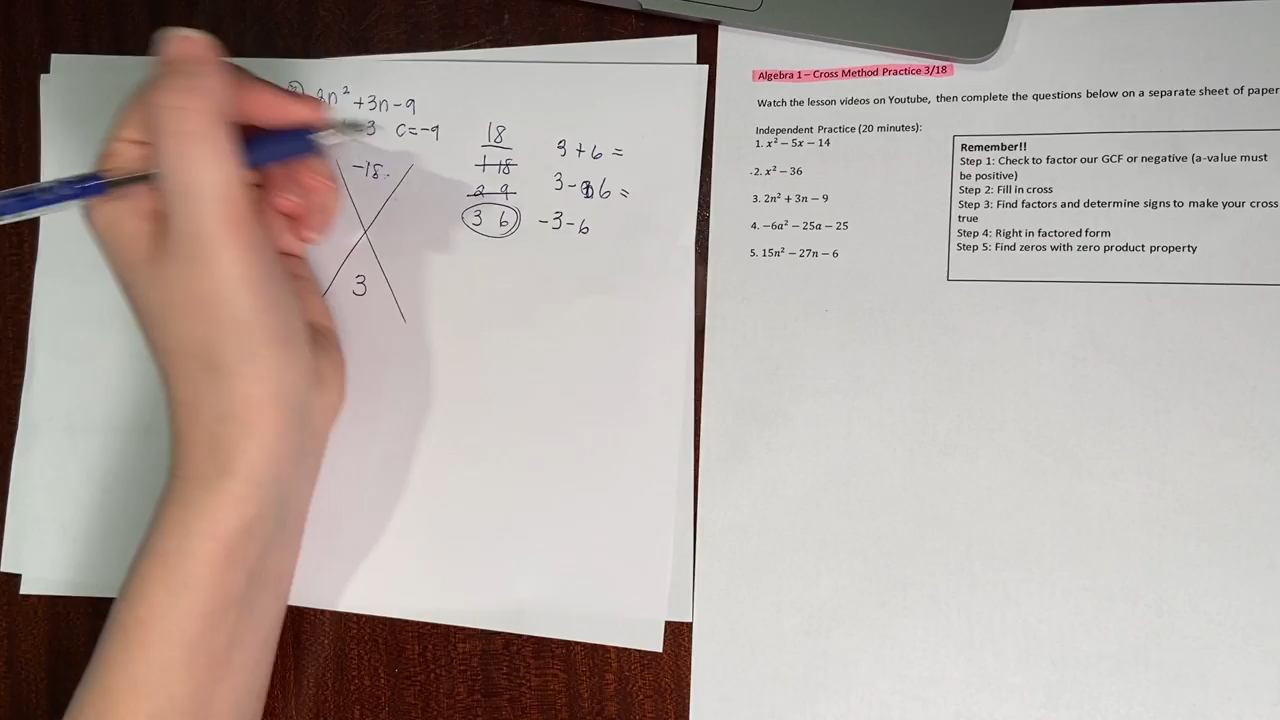 2n² + 3n - 9
3 c = -9
18
-18
1 18
2 9
3 6
3
3 + 6 =
3 - 6 =
-3 - 6
Algebra 1 – Cross Method Practice 3/18
Watch the lesson videos on Youtube, then complete the questions below on a separate sheet of paper
Independent Practice (20 minutes):
1. x² − 5x − 14
2. x² − 36
3. 2n² + 3n − 9
4. −6a² − 25a − 25
5. 15n² − 27n − 6
Remember!!
Step 1: Check to factor our GCF or negative (a-value must
be positive)
Step 2: Fill in cross
Step 3: Find factors and determine signs to make your cross
true
Step 4: Right in factored form
Step 5: Find zeros with zero product property